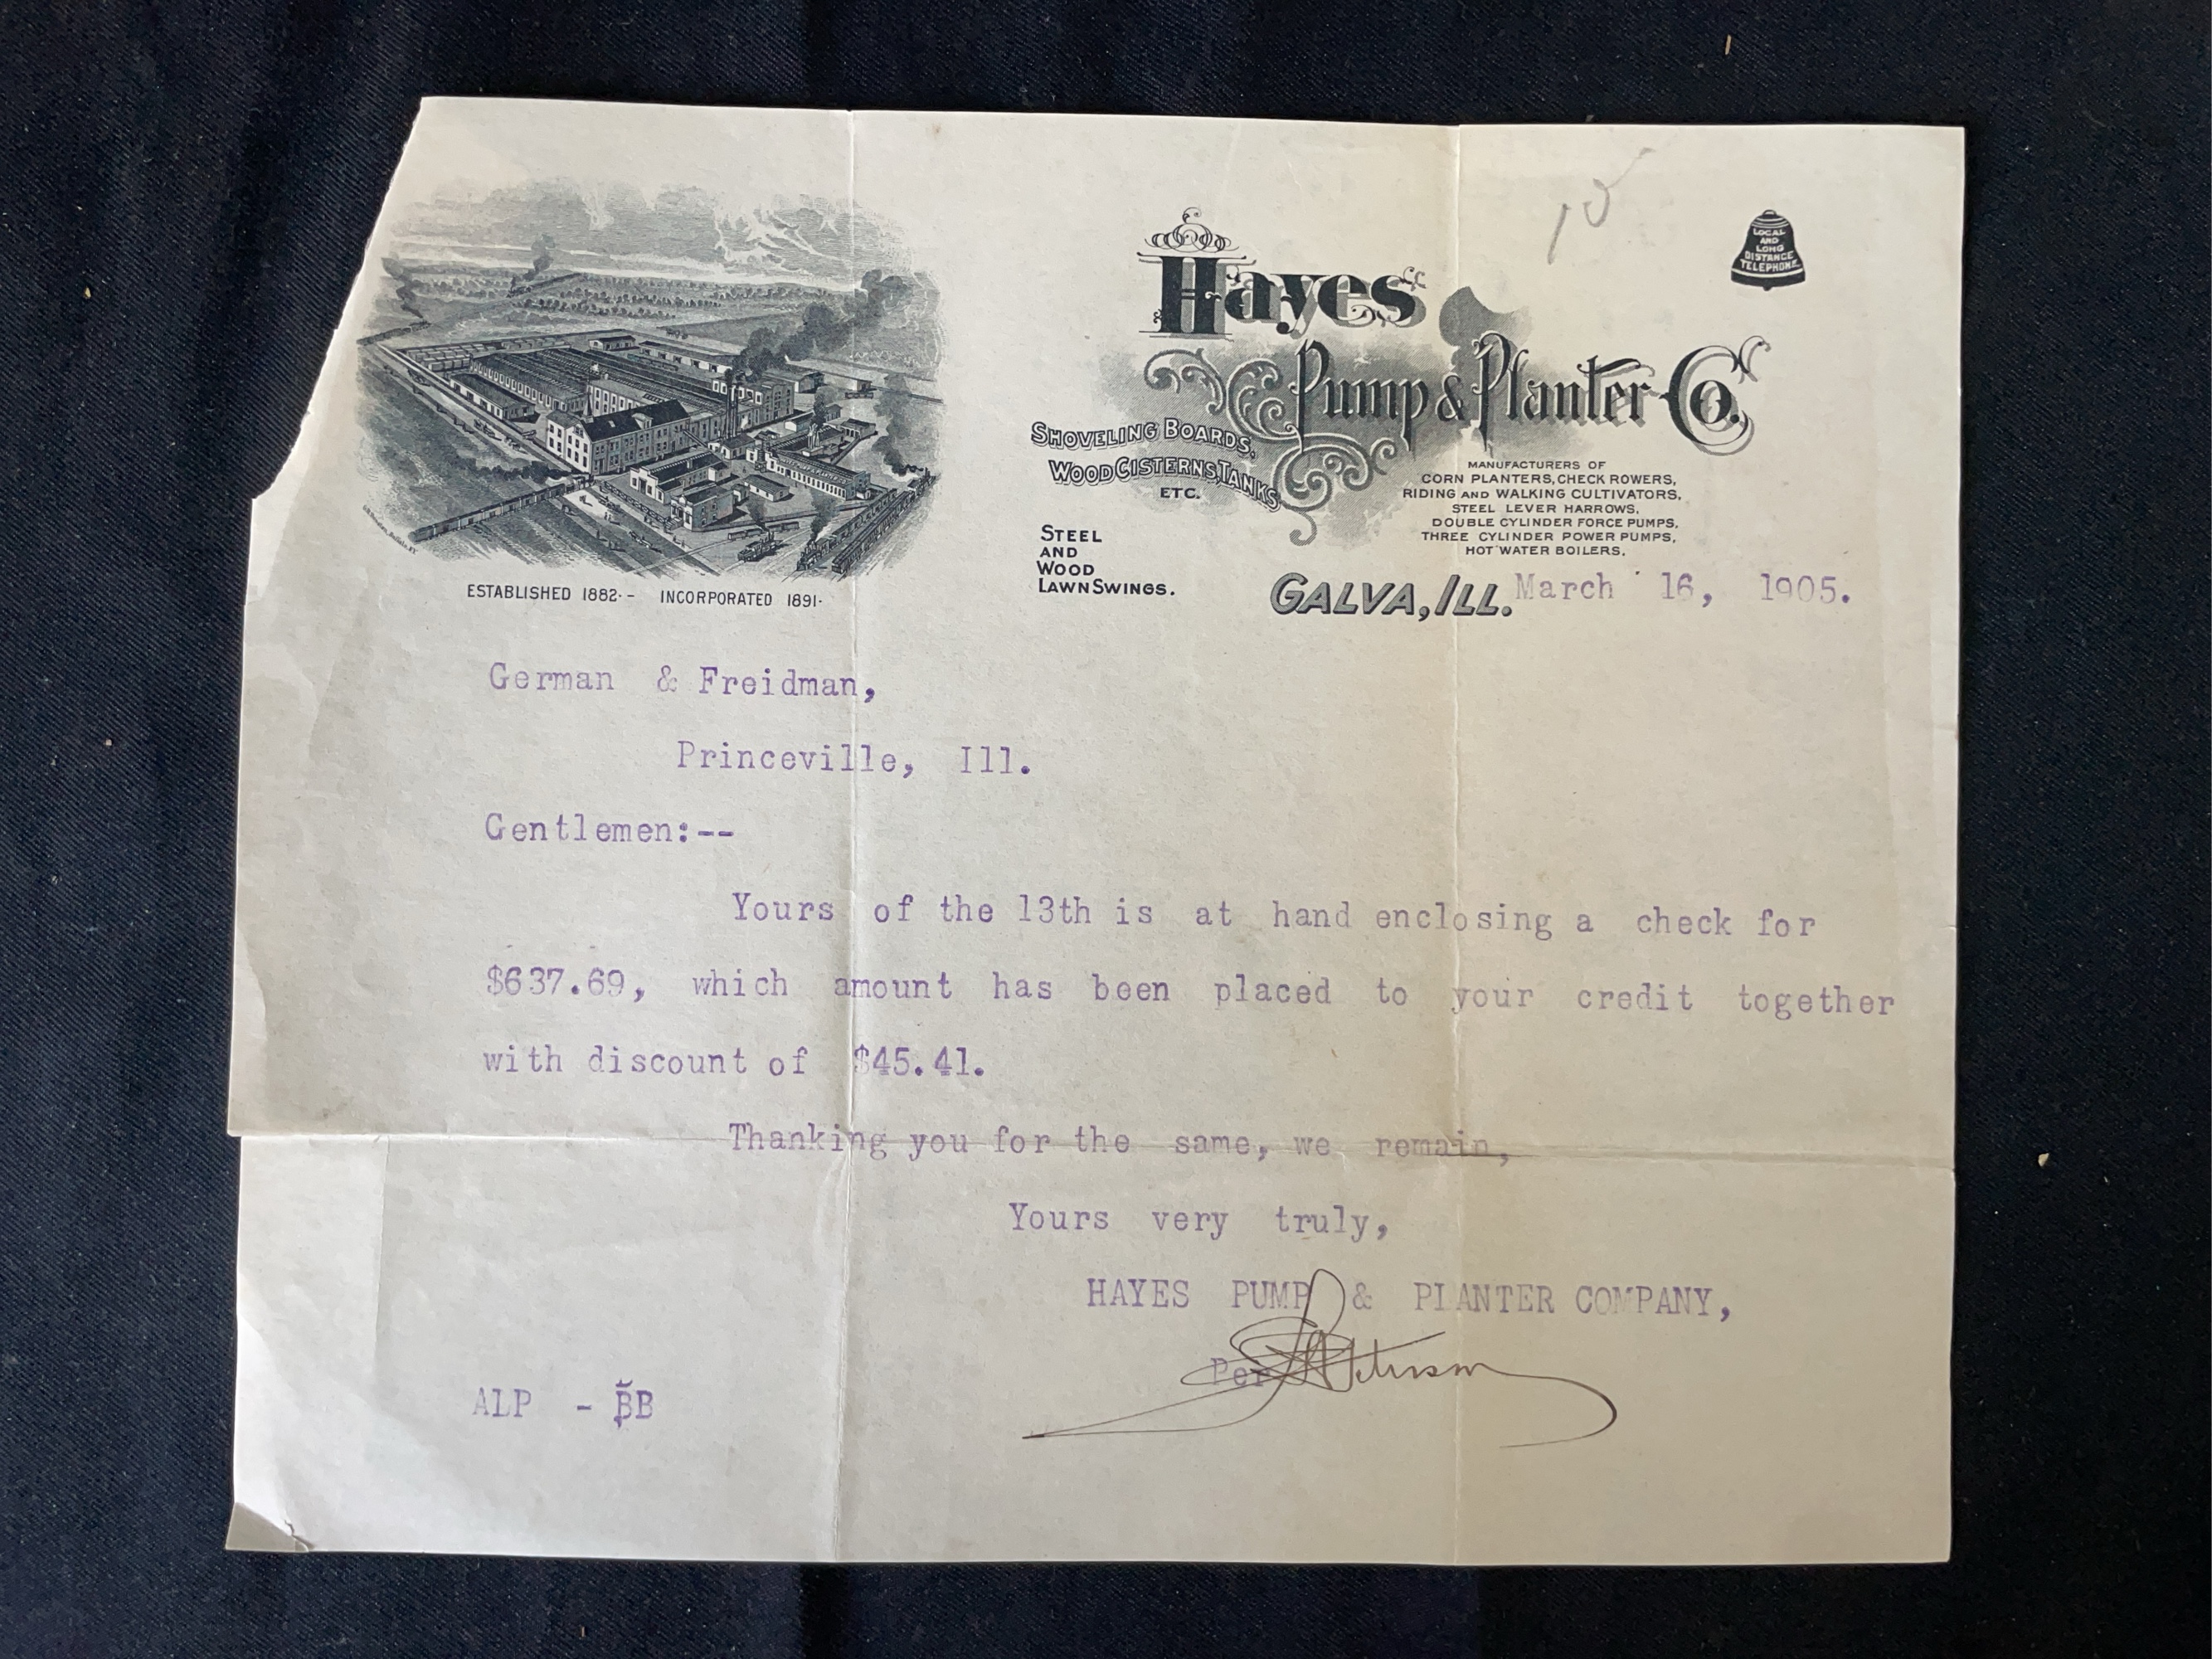 Hayes
Pump & Planter Co.
LOCAL
AND
LONG
DISTANCE
TELEPHONE
SHOVELING BOARDS,
WOOD CISTERNS, TANKS
ETC.
STEEL
AND
WOOD
LAWN SWINGS.
MANUFACTURERS OF
CORN PLANTERS, CHECK ROWERS,
RIDING AND WALKING CULTIVATORS,
STEEL LEVER HARROWS,
DOUBLE CYLINDER FORCE PUMPS,
THREE CYLINDER POWER PUMPS,
HOT WATER BOILERS.
ESTABLISHED 1882 - INCORPORATED 1891
GALVA, ILL. March 16, 1905.
German & Freidman,
Princeville, Ill.
Gentlemen:--
Yours of the 13th is at hand enclosing a check for
$637.69, which amount has been placed to your credit together
with discount of $45.41.
Thanking you for the same, we remain,
Yours very truly,
HAYES PUMP & PLANTER COMPANY,
Per Peterson
ALP - BB